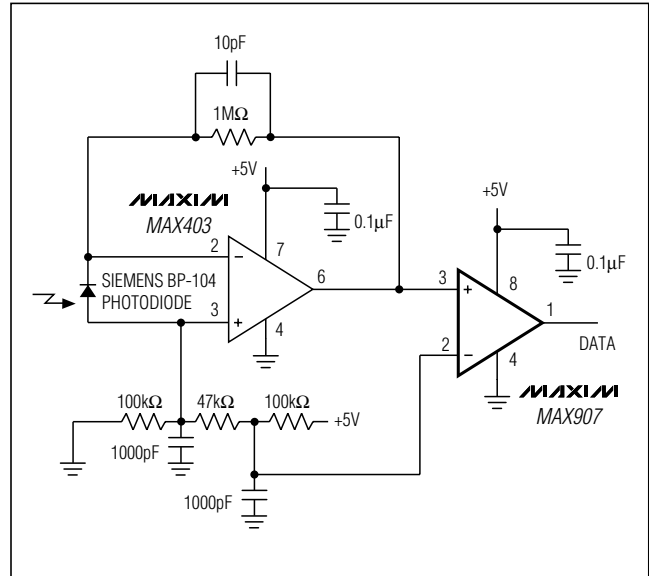 10pF
1MΩ
+5V
MAXIM
MAX403
0.1µF
+5V
0.1µF
2
−
7
SIEMENS BP-104
PHOTODIODE
6
3
+
4
3
+
8
1
DATA
2
−
4
MAXIM
MAX907
100kΩ
47kΩ
100kΩ
+5V
1000pF
1000pF